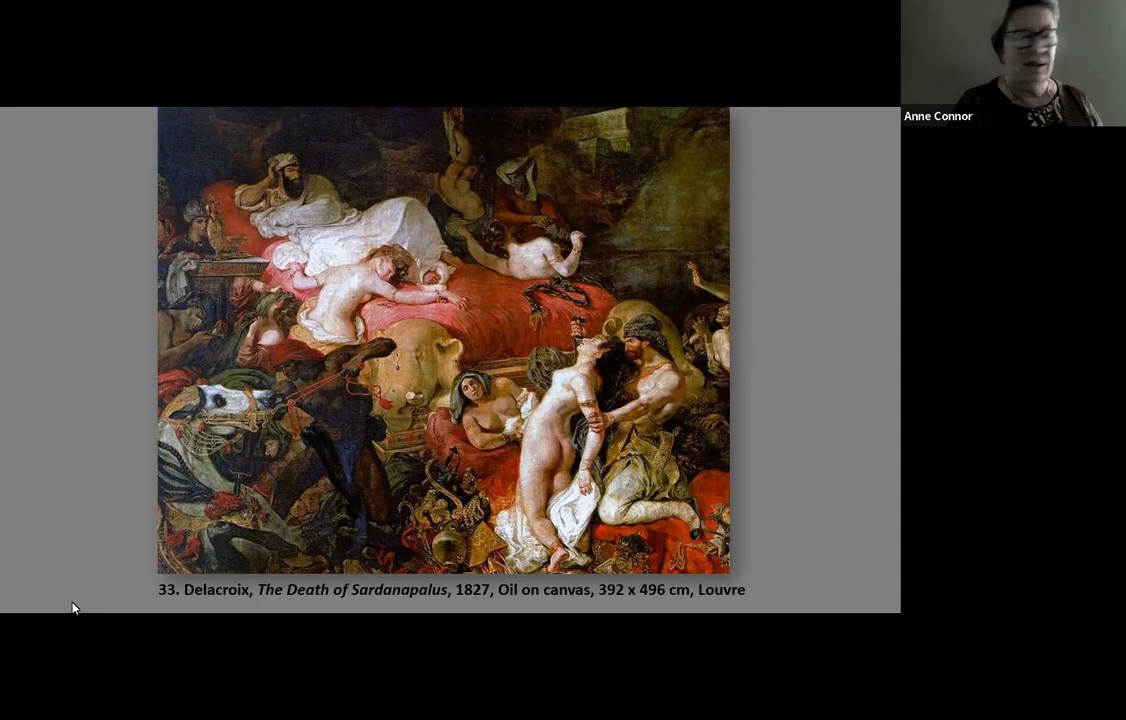 Anne Connor
33. Delacroix, The Death of Sardanapalus, 1827, Oil on canvas, 392 x 496 cm, Louvre